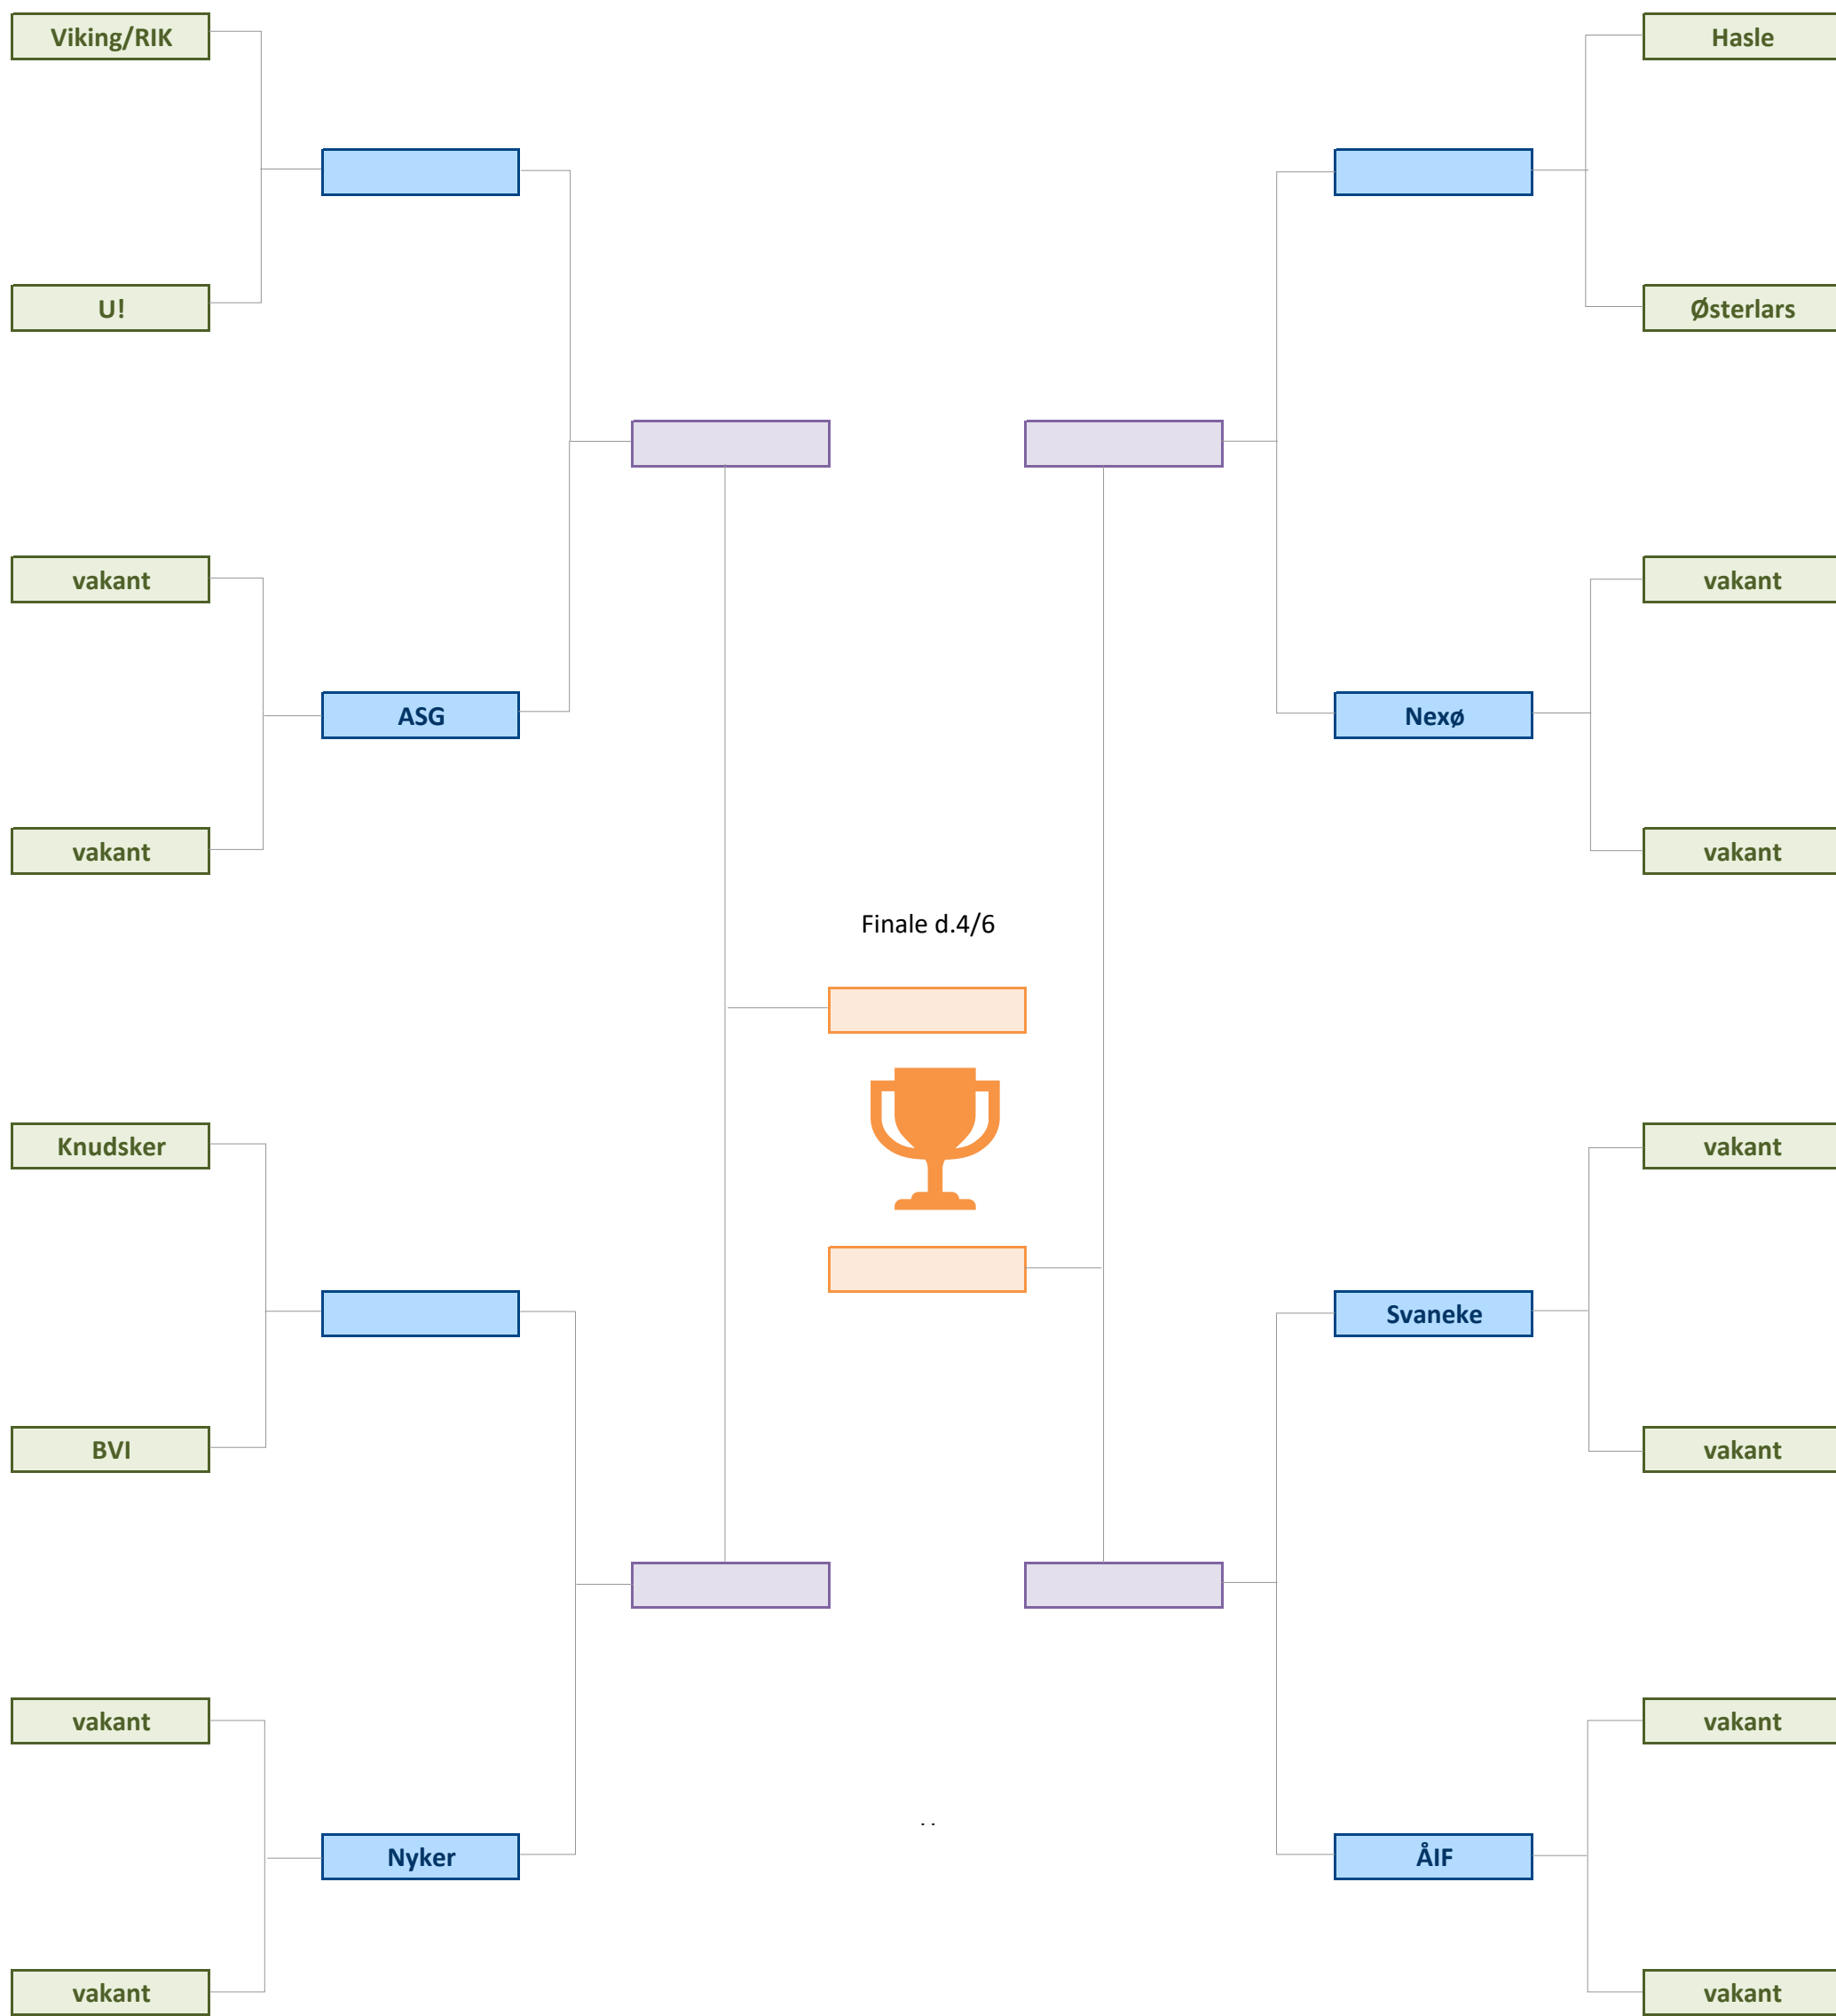 Viking/RIK
Hasle
U!
Østerlars
vakant
vakant
ASG
Nexø
vakant
vakant
Finale d.4/6
Knudsker
vakant
Svaneke
BVI
vakant
vakant
vakant
. .
Nyker
ÅIF
vakant
vakant